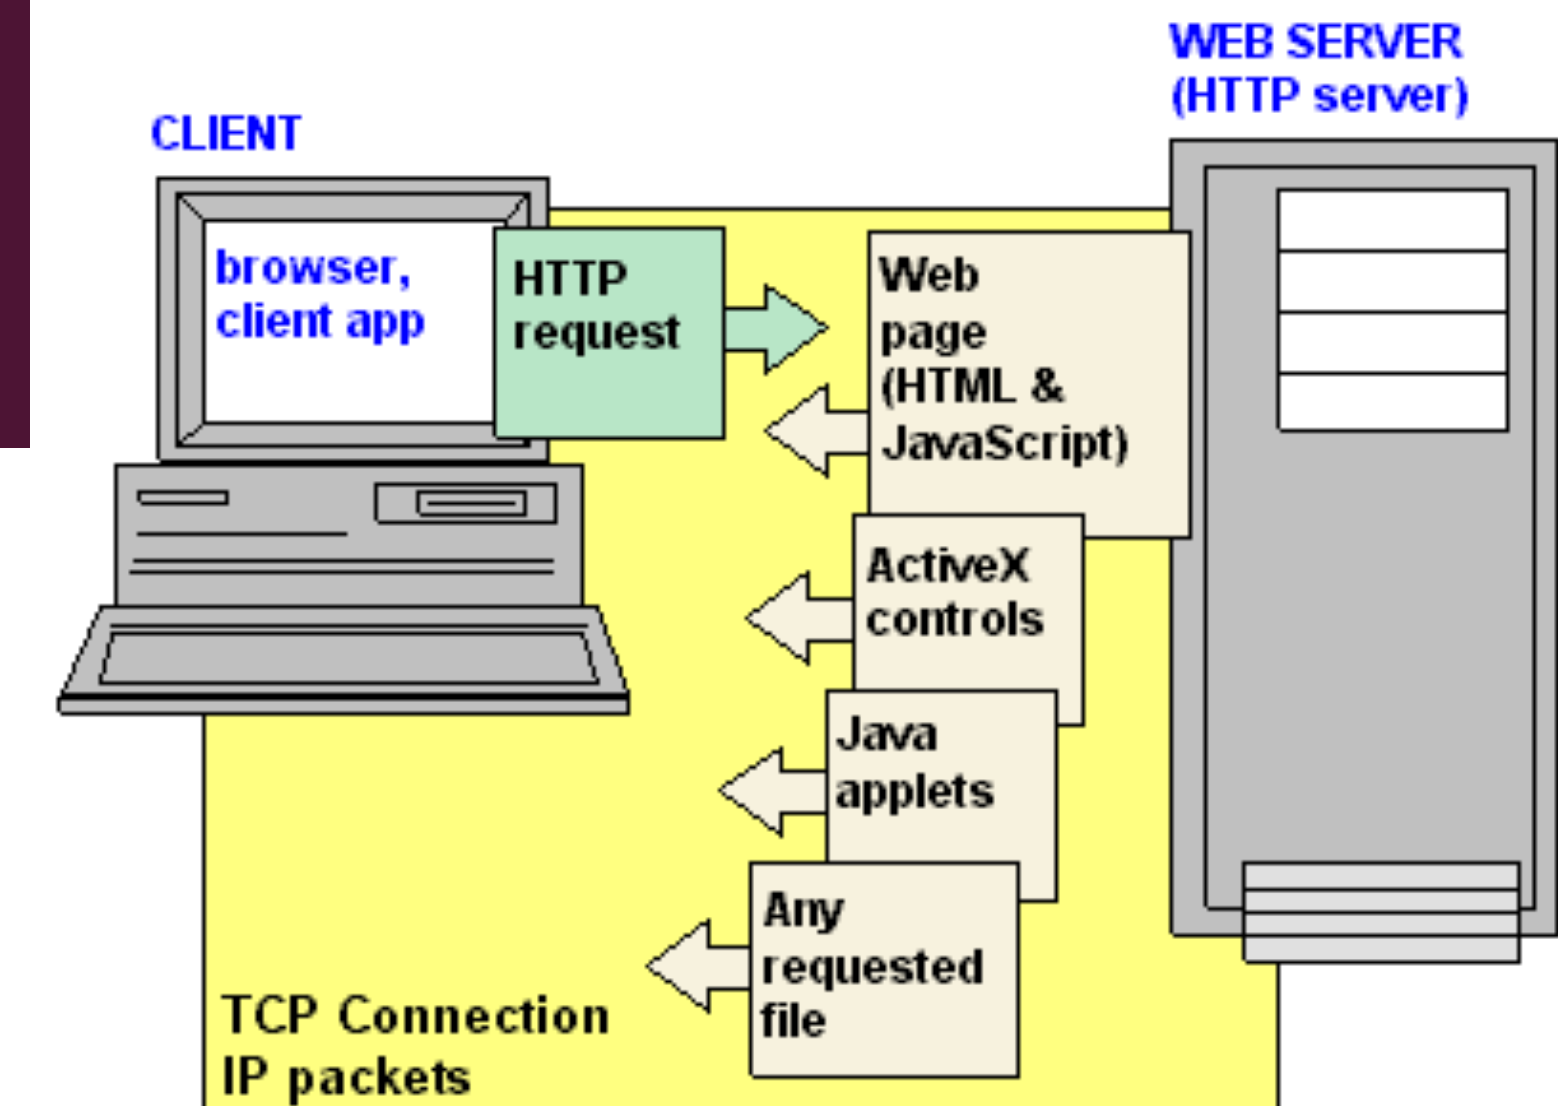 WEB SERVER
(HTTP server)
CLIENT
browser,
client app
HTTP
request
Web
page
(HTML &
JavaScript)
ActiveX
controls
Java
applets
Any
requested
file
TCP Connection
IP packets